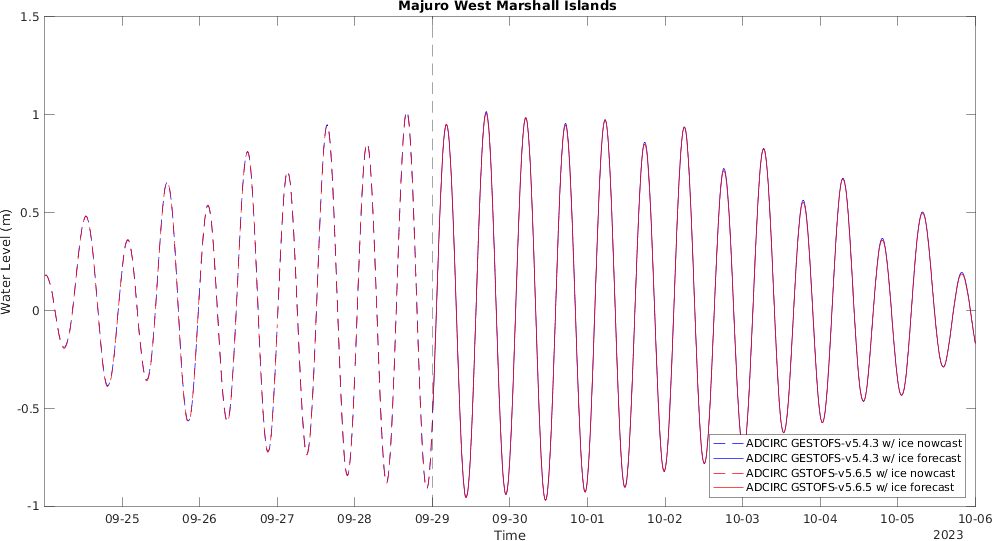 Majuro West Marshall Islands
1.5
1
0.5
0
-0.5
-1
Water Level (m)
ADCIRC GESTOFS-v5.4.3 w/ ice nowcast
ADCIRC GESTOFS-v5.4.3 w/ ice forecast
ADCIRC GSTOFS-v5.6.5 w/ ice nowcast
ADCIRC GSTOFS-v5.6.5 w/ ice forecast
09-25 09-26 09-27 09-28 09-29 09-30 10-01 10-02 10-03 10-04 10-05 10-06
Time
2023